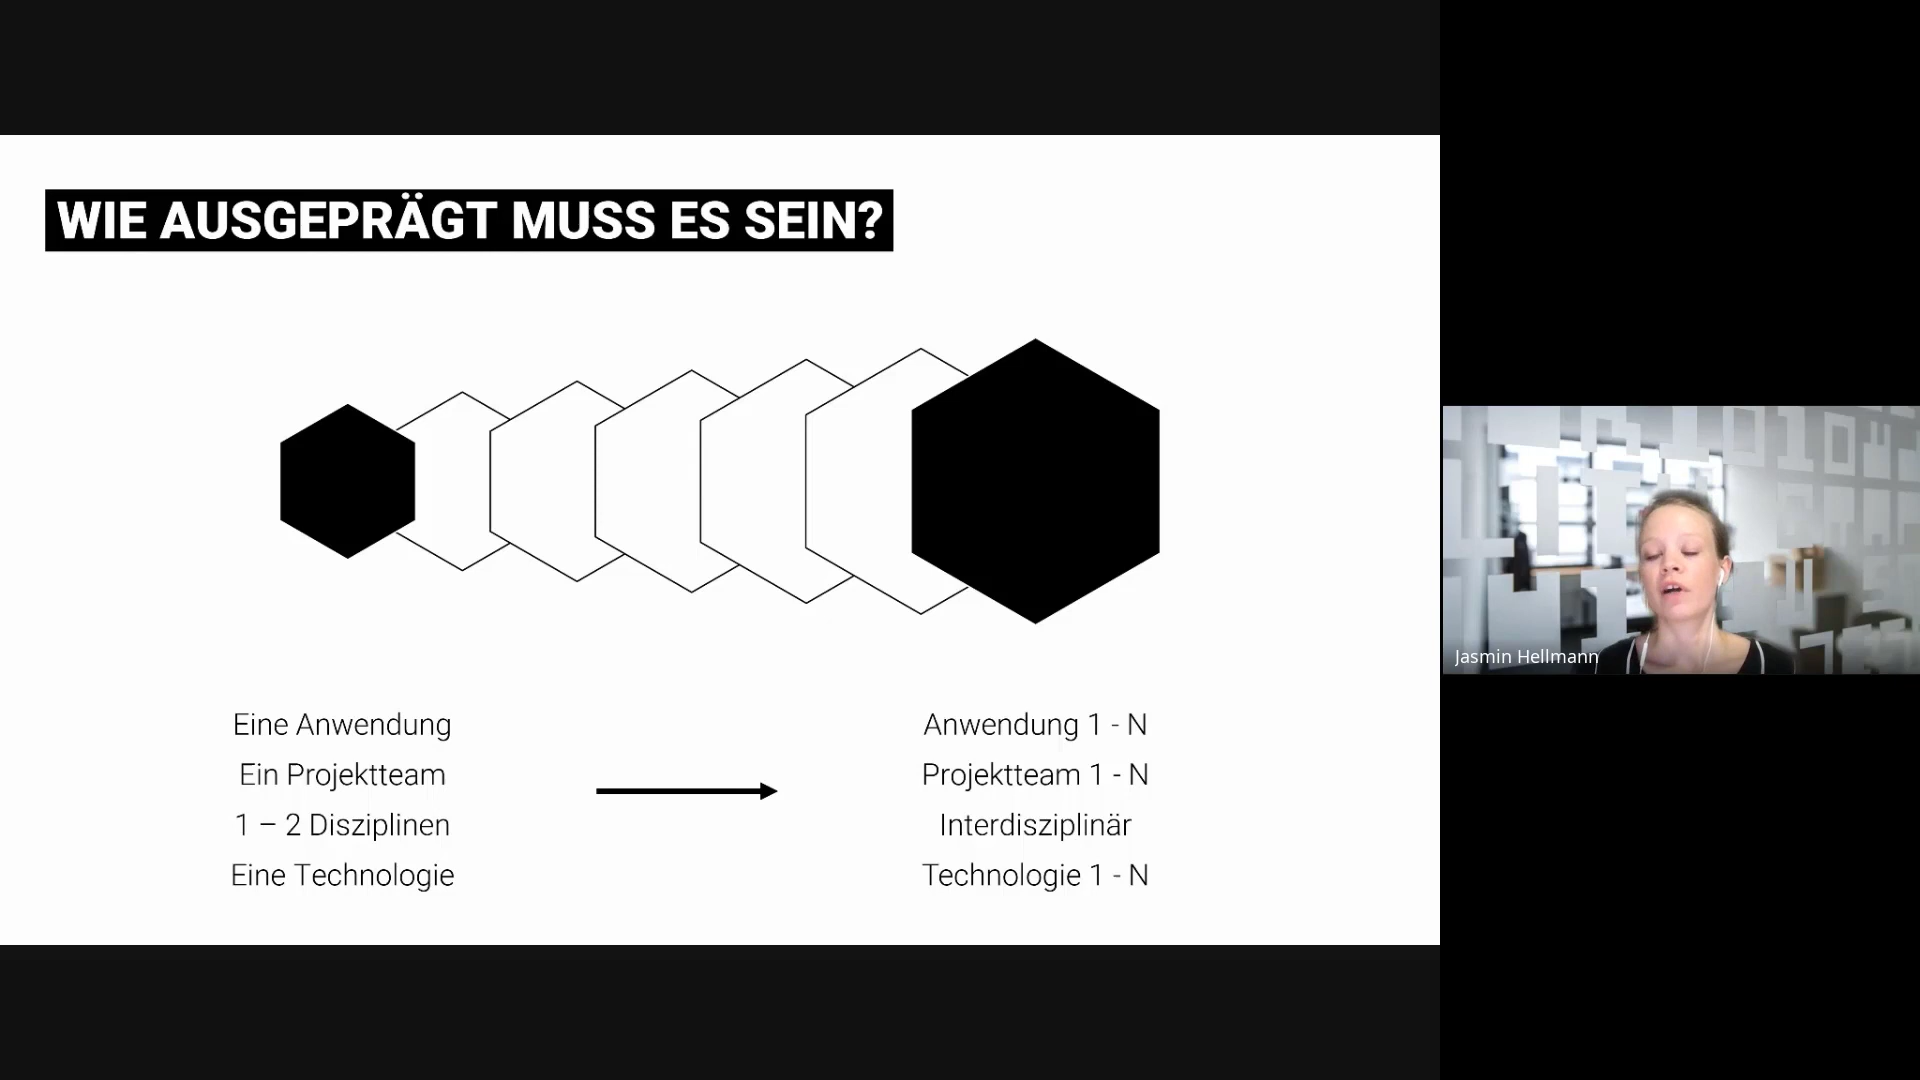 WIE AUSGEPRÄGT MUSS ES SEIN?
Eine Anwendung
Ein Projektteam
1 – 2 Disziplinen
Eine Technologie
Anwendung 1 - N
Projektteam 1 - N
Interdisziplinär
Technologie 1 - N
Jasmin Hellmann